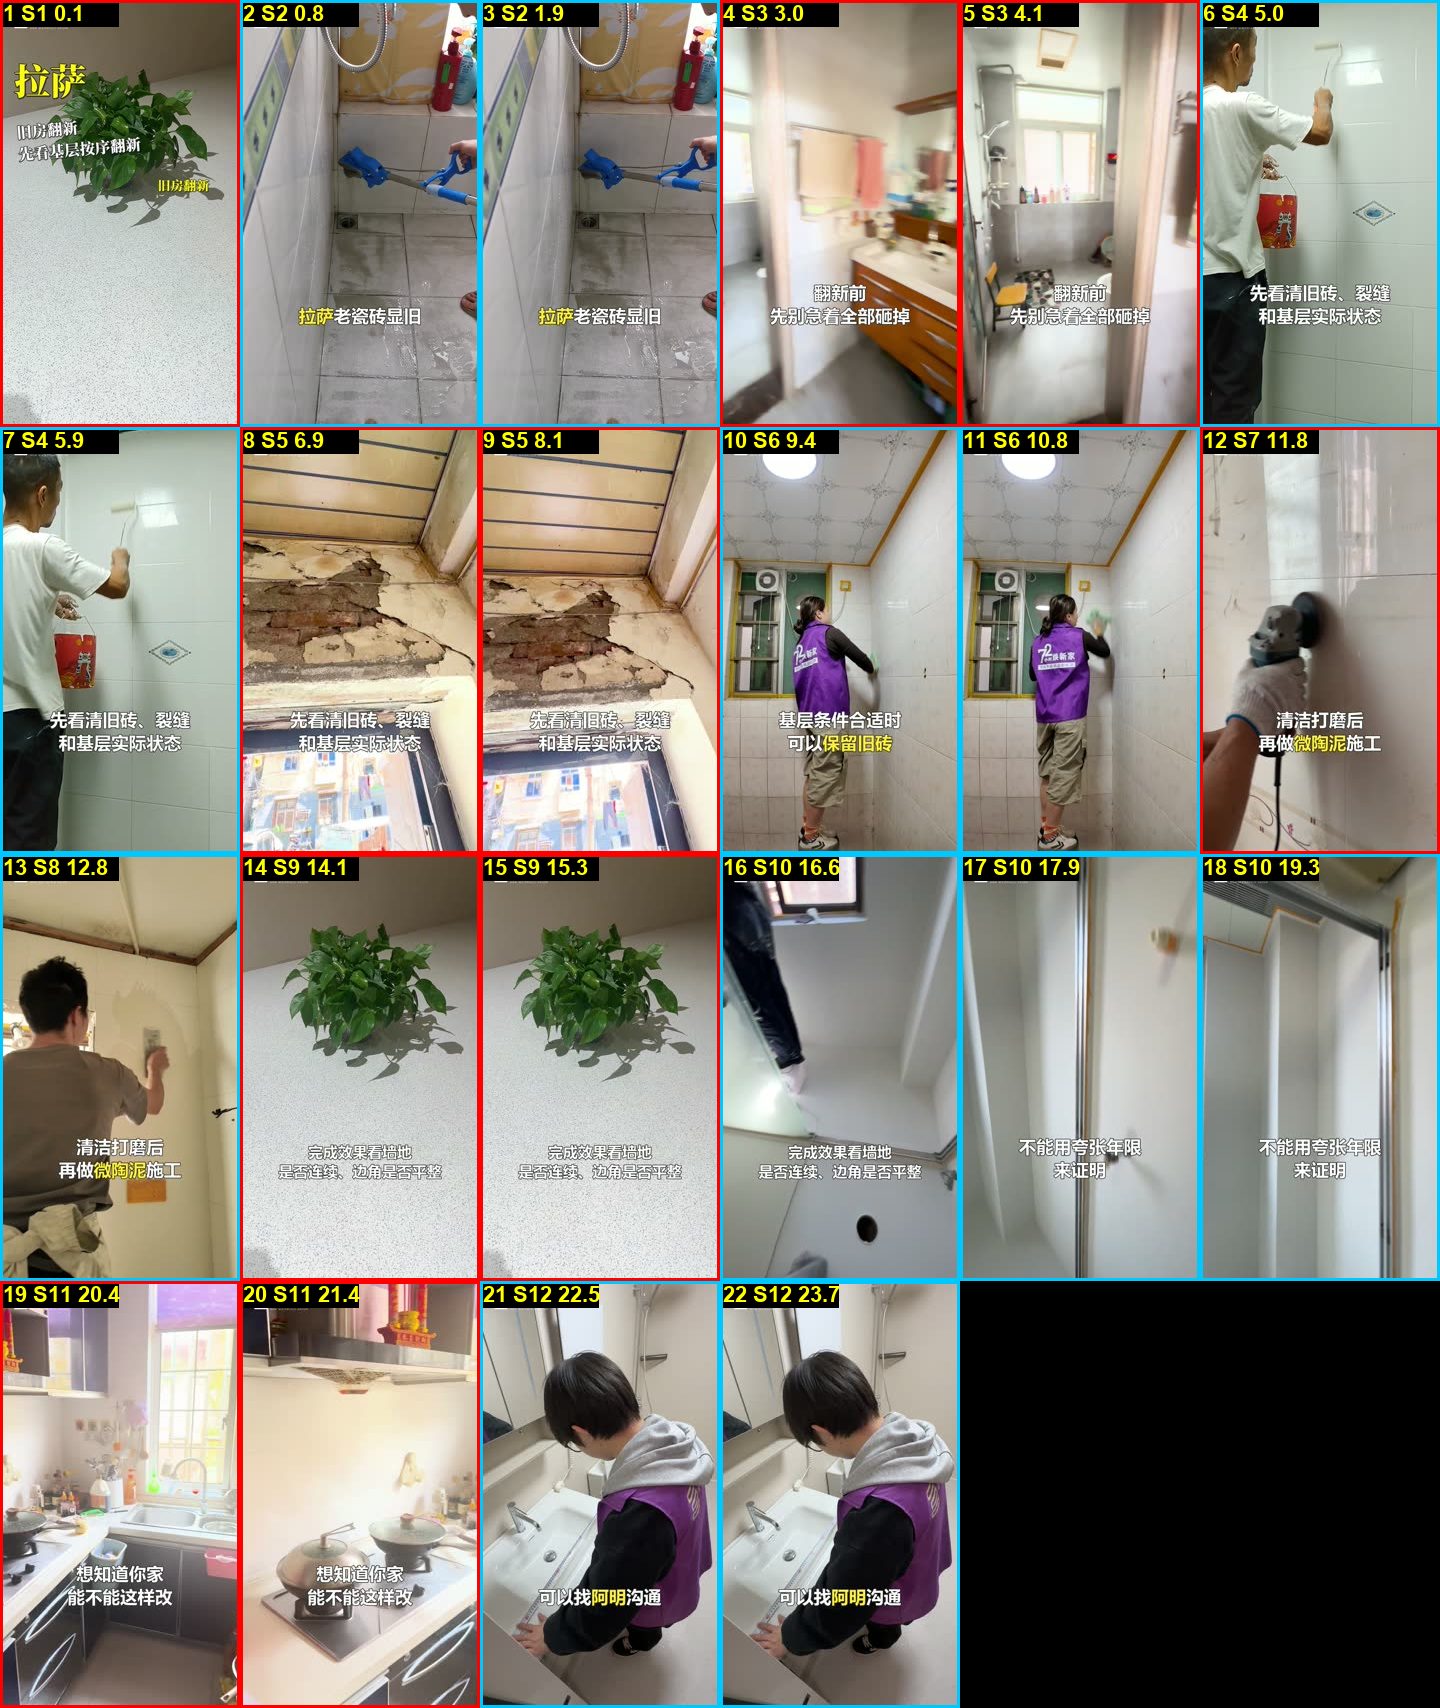 1 S1 0.1
拉萨
旧房翻新
先看基层按序翻新
旧房翻新
2 S2 0.8
拉萨老瓷砖显旧
3 S2 1.9
拉萨老瓷砖显旧
4 S3 3.0
翻新前
先别急着全部砸掉
5 S3 4.1
翻新前
先别急着全部砸掉
6 S4 5.0
先看清旧砖、裂缝
和基层实际状态
7 S4 5.9
先看清旧砖、裂缝
和基层实际状态
8 S5 6.9
先看清旧砖、裂缝
和基层实际状态
9 S5 8.1
先看清旧砖、裂缝
和基层实际状态
10 S6 9.4
基层条件合适时
可以保留旧砖
11 S6 10.8
焕新家
12 S7 11.8
清洁打磨后
再做微陶泥施工
13 S8 12.8
清洁打磨后
再做微陶泥施工
14 S9 14.1
完成效果看墙地
是否连续、边角是否平整
15 S9 15.3
完成效果看墙地
是否连续、边角是否平整
16 S10 16.6
完成效果看墙地
是否连续、边角是否平整
17 S10 17.9
不能用夸张年限
来证明
18 S10 19.3
不能用夸张年限
来证明
19 S11 20.4
想知道你家
能不能这样改
20 S11 21.4
想知道你家
能不能这样改
21 S12 22.5
可以找阿明沟通
22 S12 23.7
可以找阿明沟通